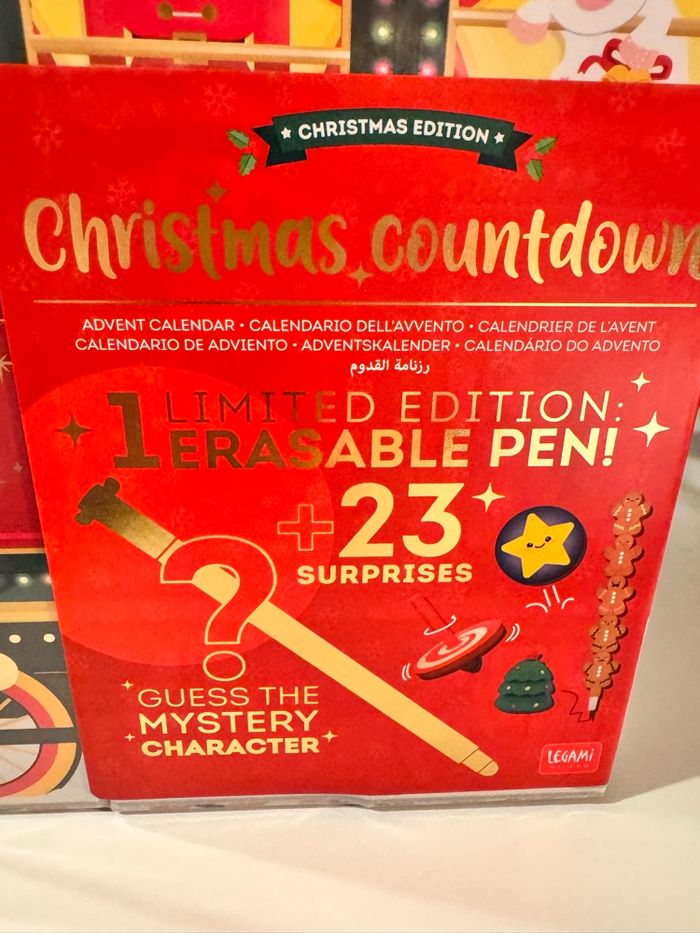 CHRISTMAS EDITION
Christmas countdown
ADVENT CALENDAR • CALENDARIO DELL'AVVENTO • CALENDRIER DE L'AVENT
CALENDARIO DE ADVIENTO • ADVENTSKALENDER • CALENDÁRIO DO ADVENTO
رزنامة القدوم
1 LIMITED EDITION:
ERASABLE PEN!
+23
SURPRISES
?
GUESS THE
MYSTERY
CHARACTER
LEGAMI
MILANO